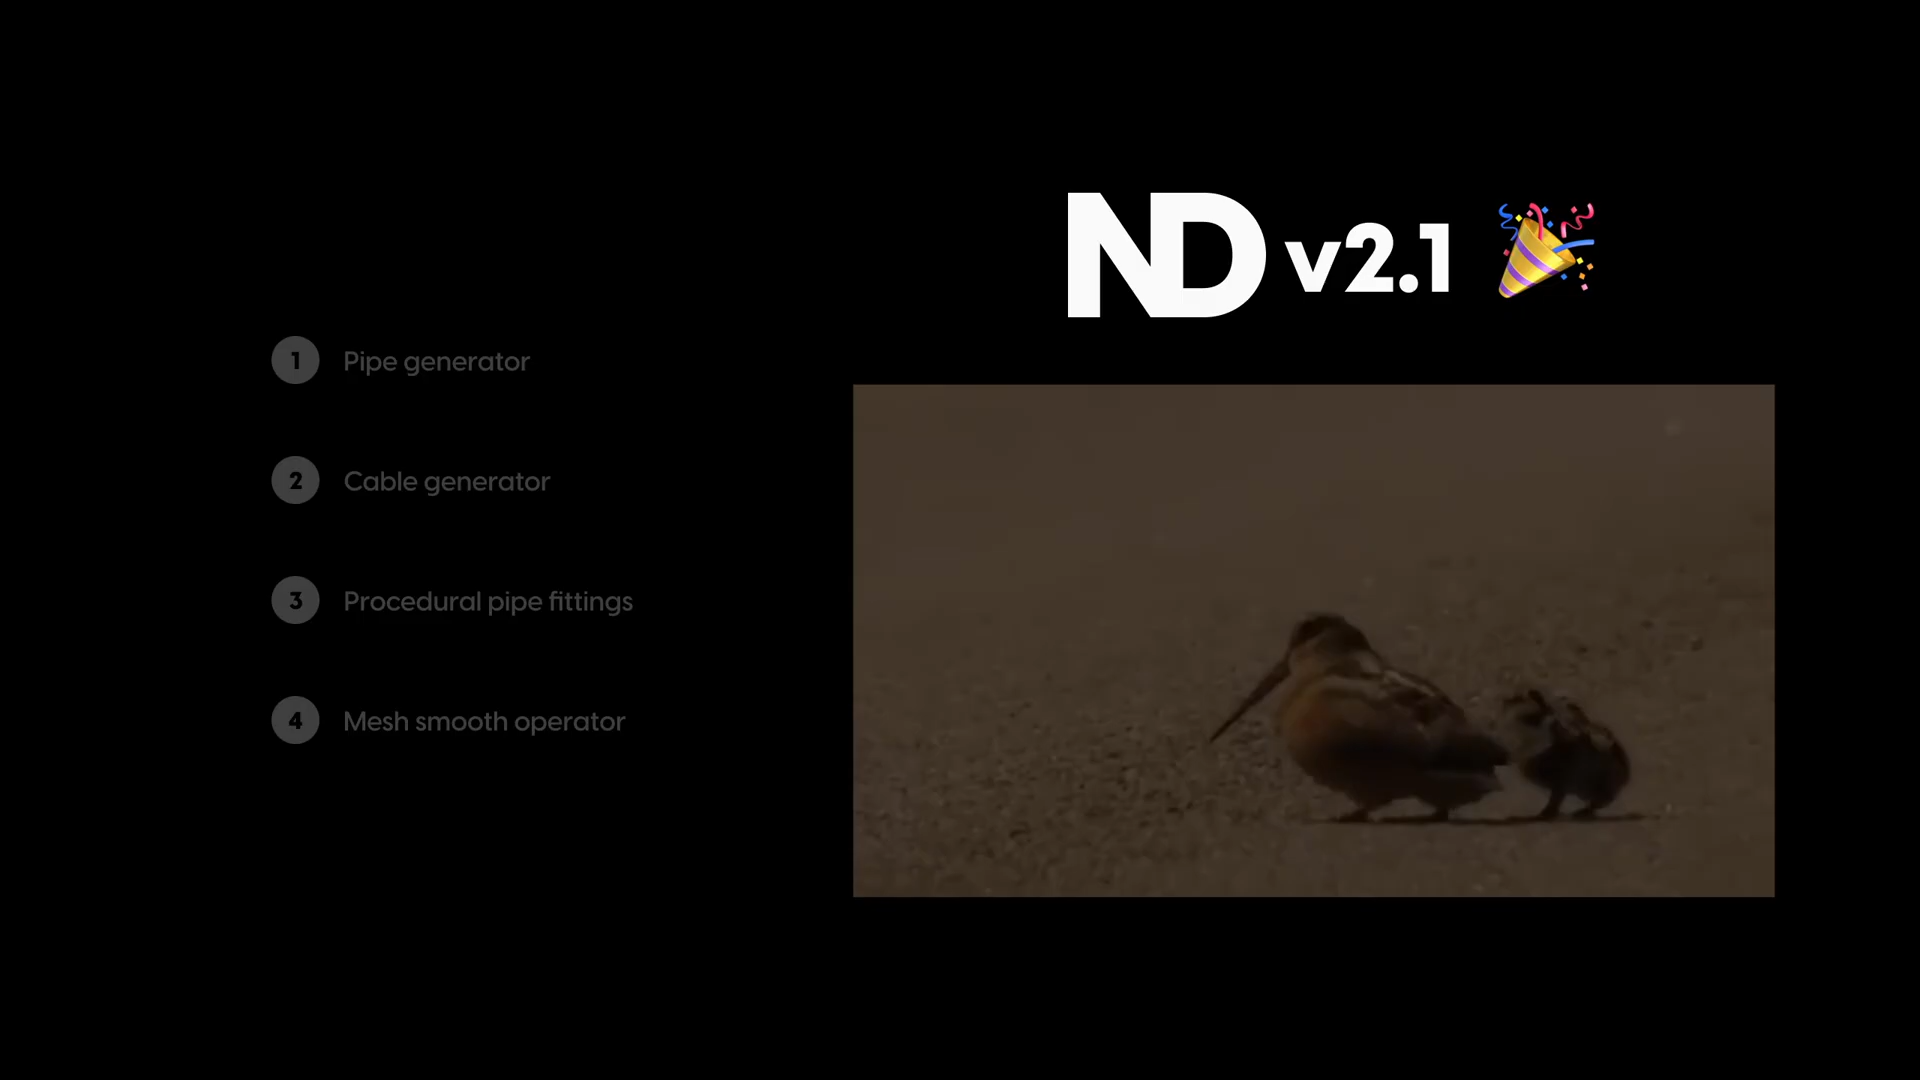 ND v2.1
1 Pipe generator
2 Cable generator
3 Procedural pipe fittings
4 Mesh smooth operator